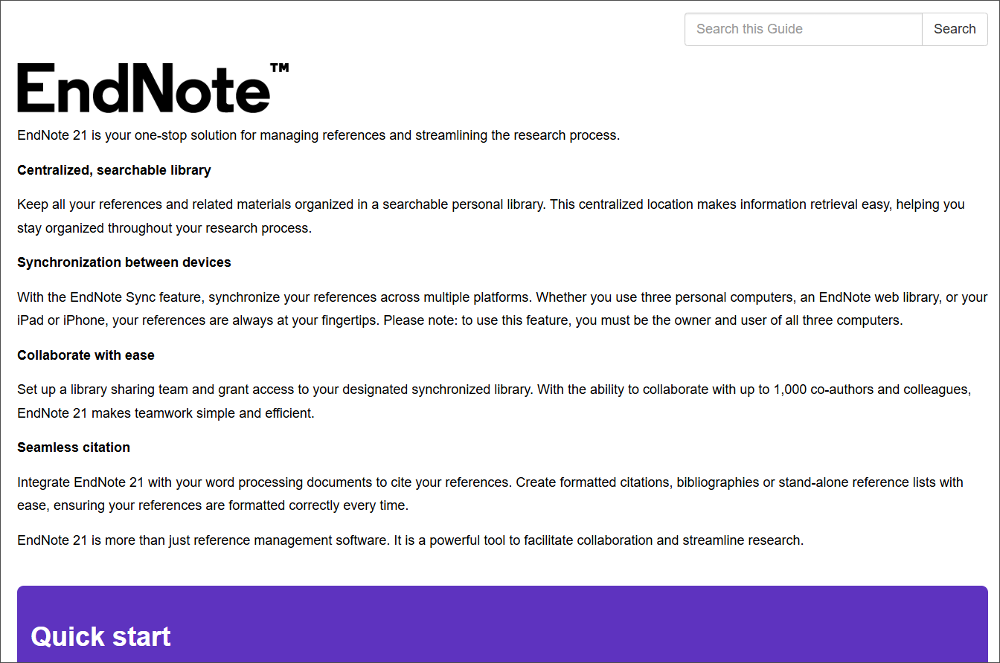 Search this Guide
Search
EndNote™
EndNote 21 is your one-stop solution for managing references and streamlining the research process.
Centralized, searchable library
Keep all your references and related materials organized in a searchable personal library. This centralized location makes information retrieval easy, helping you
stay organized throughout your research process.
Synchronization between devices
With the EndNote Sync feature, synchronize your references across multiple platforms. Whether you use three personal computers, an EndNote web library, or your
iPad or iPhone, your references are always at your fingertips. Please note: to use this feature, you must be the owner and user of all three computers.
Collaborate with ease
Set up a library sharing team and grant access to your designated synchronized library. With the ability to collaborate with up to 1,000 co-authors and colleagues,
EndNote 21 makes teamwork simple and efficient.
Seamless citation
Integrate EndNote 21 with your word processing documents to cite your references. Create formatted citations, bibliographies or stand-alone reference lists with
ease, ensuring your references are formatted correctly every time.
EndNote 21 is more than just reference management software. It is a powerful tool to facilitate collaboration and streamline research.
Quick start